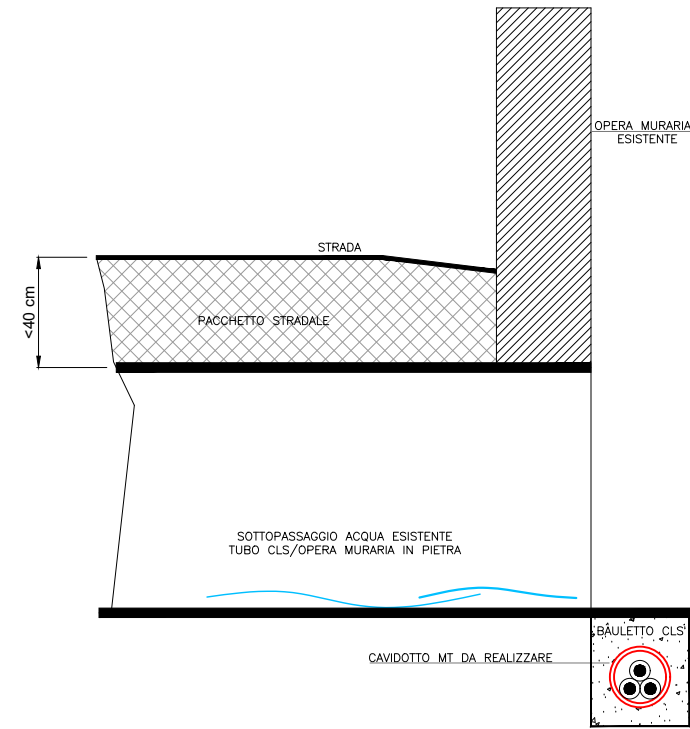 OPERA MURARIA
ESISTENTE
STRADA
<40 cm
PACCHETTO STRADALE
SOTTOPASSAGGIO ACQUA ESISTENTE
TUBO CLS/OPERA MURARIA IN PIETRA
BAULETTO CLS
CAVIDOTTO MT DA REALIZZARE